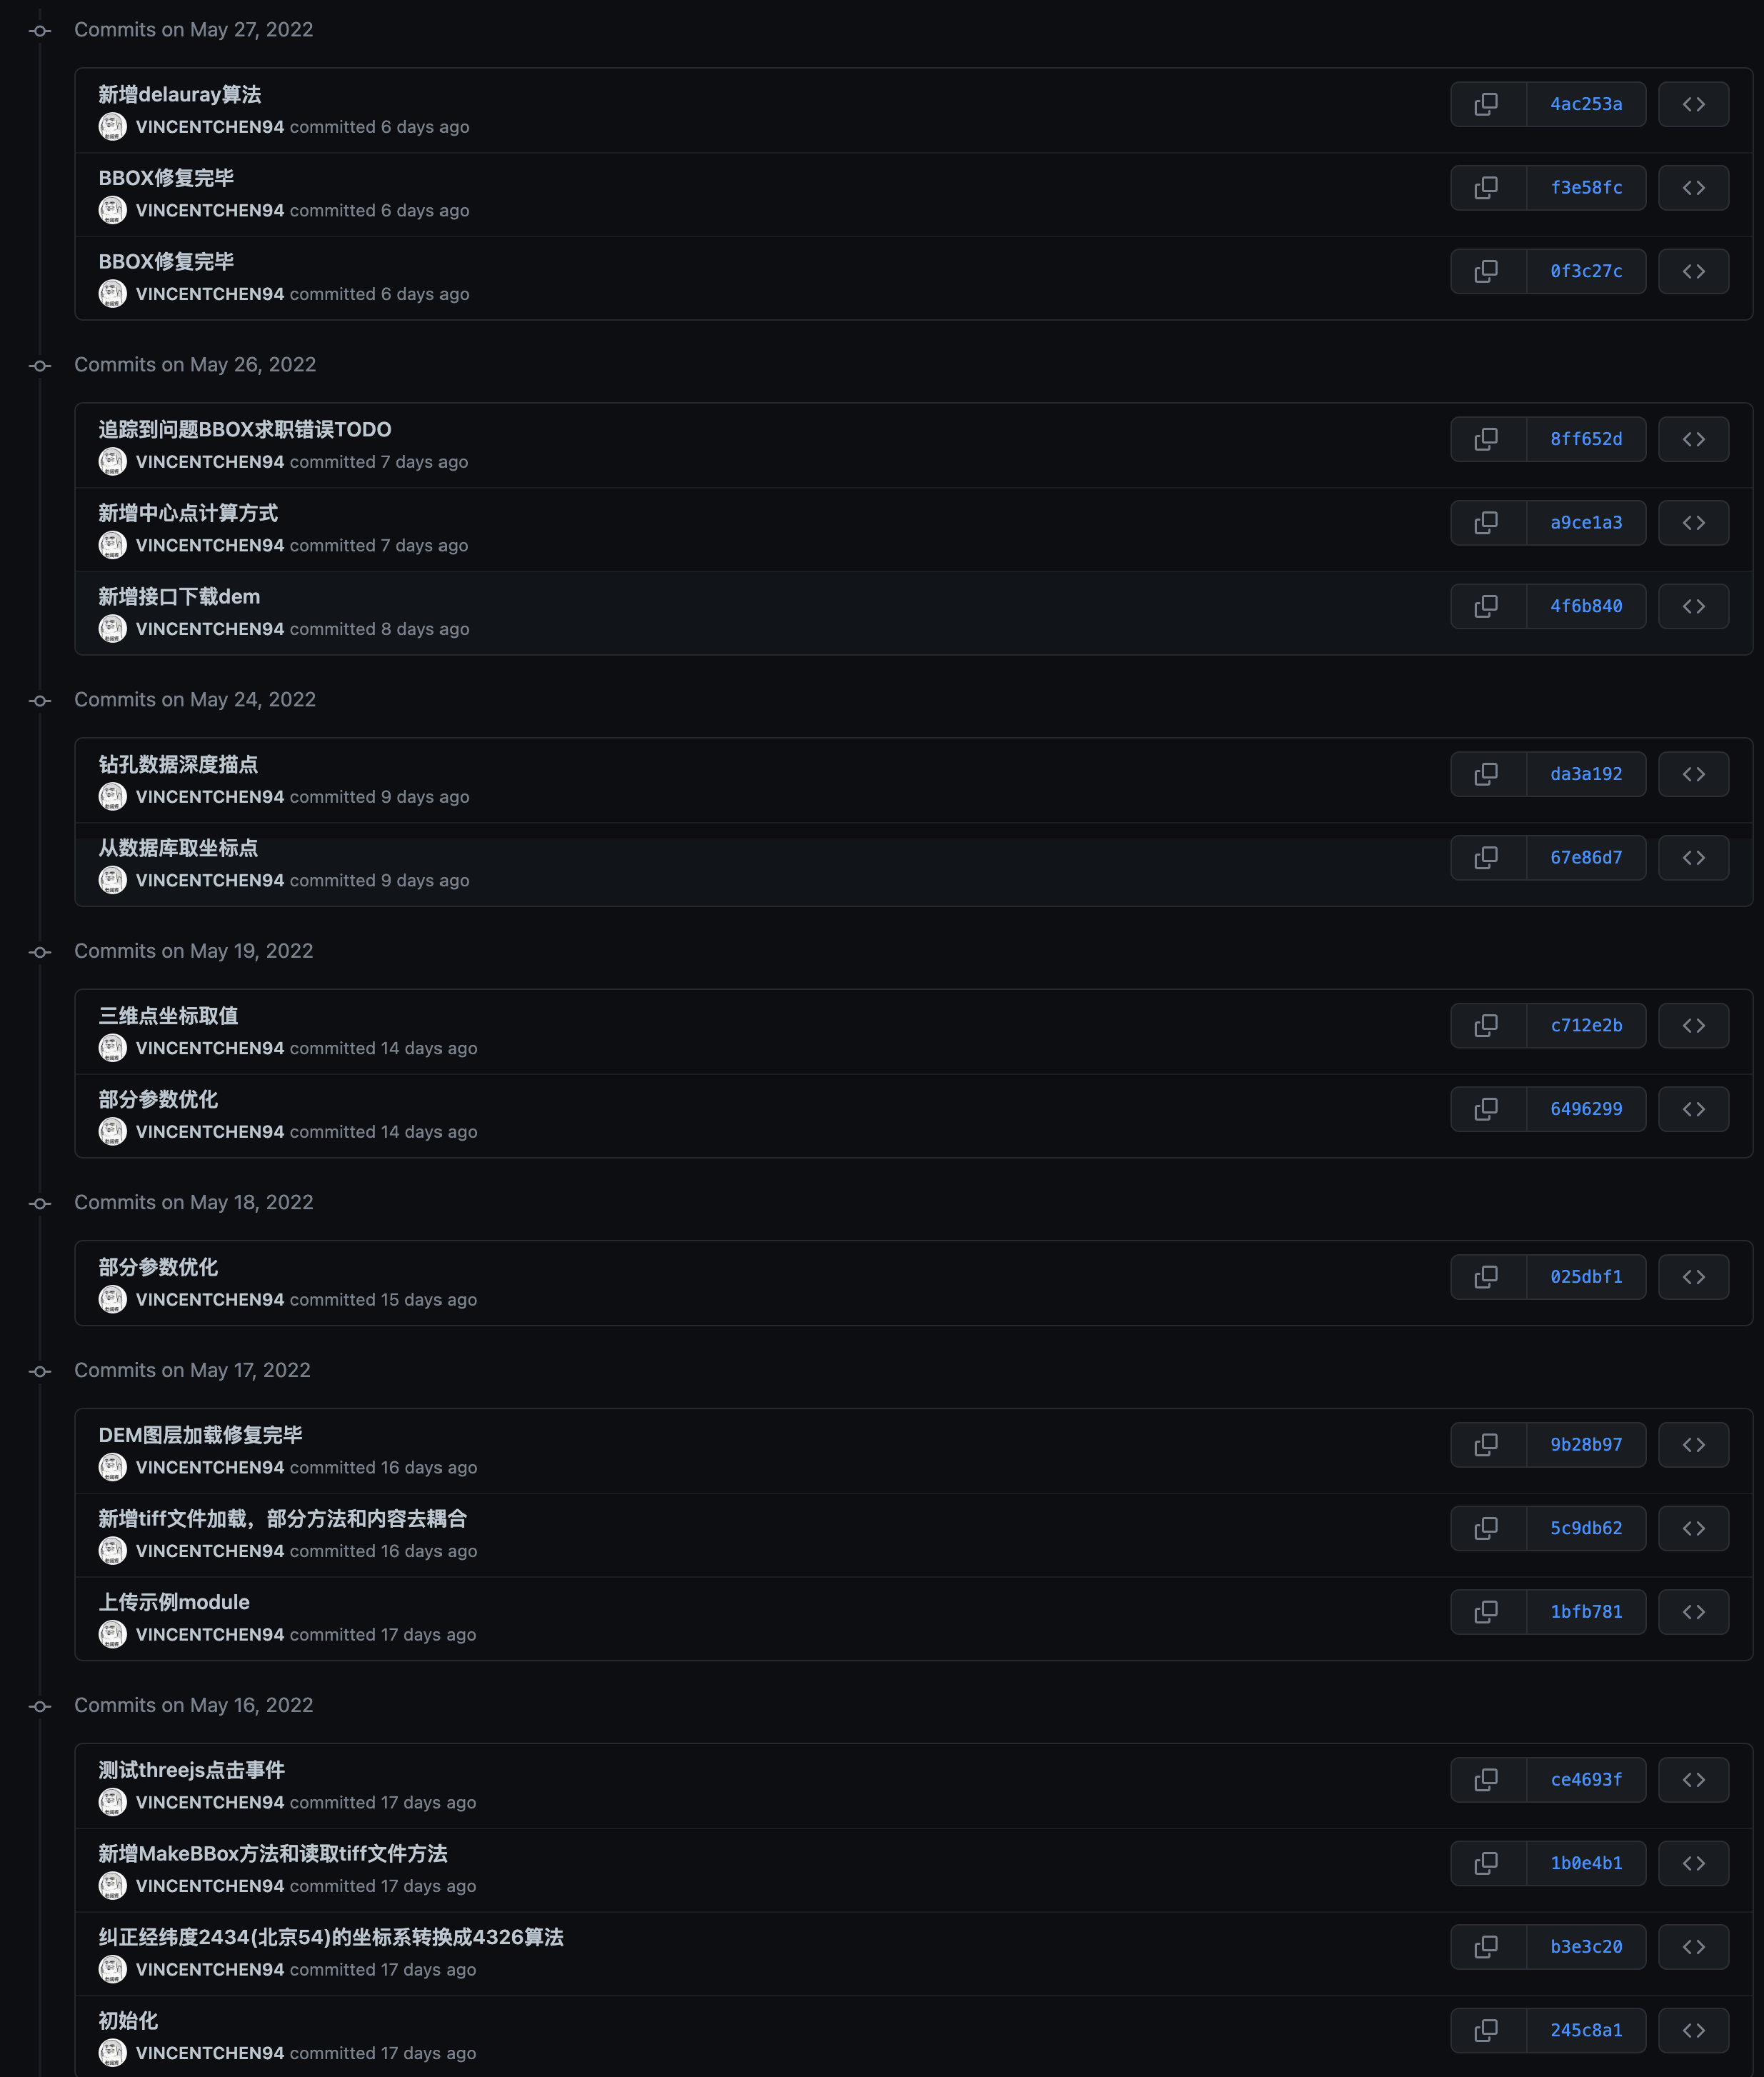 Commits on May 27, 2022
新增delauray算法
4ac253a
VINCENTCHEN94 committed 6 days ago
BBOX修复完毕
f3e58fc
VINCENTCHEN94 committed 6 days ago
BBOX修复完毕
0f3c27c
VINCENTCHEN94 committed 6 days ago
Commits on May 26, 2022
追踪到问题BBOX求职错误TODO
8ff652d
VINCENTCHEN94 committed 7 days ago
新增中心点计算方式
a9ce1a3
VINCENTCHEN94 committed 7 days ago
新增接口下载dem
4f6b840
VINCENTCHEN94 committed 8 days ago
Commits on May 24, 2022
钻孔数据深度描点
da3a192
VINCENTCHEN94 committed 9 days ago
从数据库取坐标点
67e86d7
VINCENTCHEN94 committed 9 days ago
Commits on May 19, 2022
三维点坐标取值
c712e2b
VINCENTCHEN94 committed 14 days ago
部分参数优化
6496299
VINCENTCHEN94 committed 14 days ago
Commits on May 18, 2022
部分参数优化
025dbf1
VINCENTCHEN94 committed 15 days ago
Commits on May 17, 2022
DEM图层加载修复完毕
9b28b97
VINCENTCHEN94 committed 16 days ago
新增tiff文件加载，部分方法和内容去耦合
5c9db62
VINCENTCHEN94 committed 16 days ago
上传示例module
1bfb781
VINCENTCHEN94 committed 17 days ago
Commits on May 16, 2022
测试threejs点击事件
ce4693f
VINCENTCHEN94 committed 17 days ago
新增MakeBBox方法和读取tiff文件方法
1b0e4b1
VINCENTCHEN94 committed 17 days ago
纠正经纬度2434(北京54)的坐标系转换成4326算法
b3e3c20
VINCENTCHEN94 committed 17 days ago
初始化
245c8a1
VINCENTCHEN94 committed 17 days ago